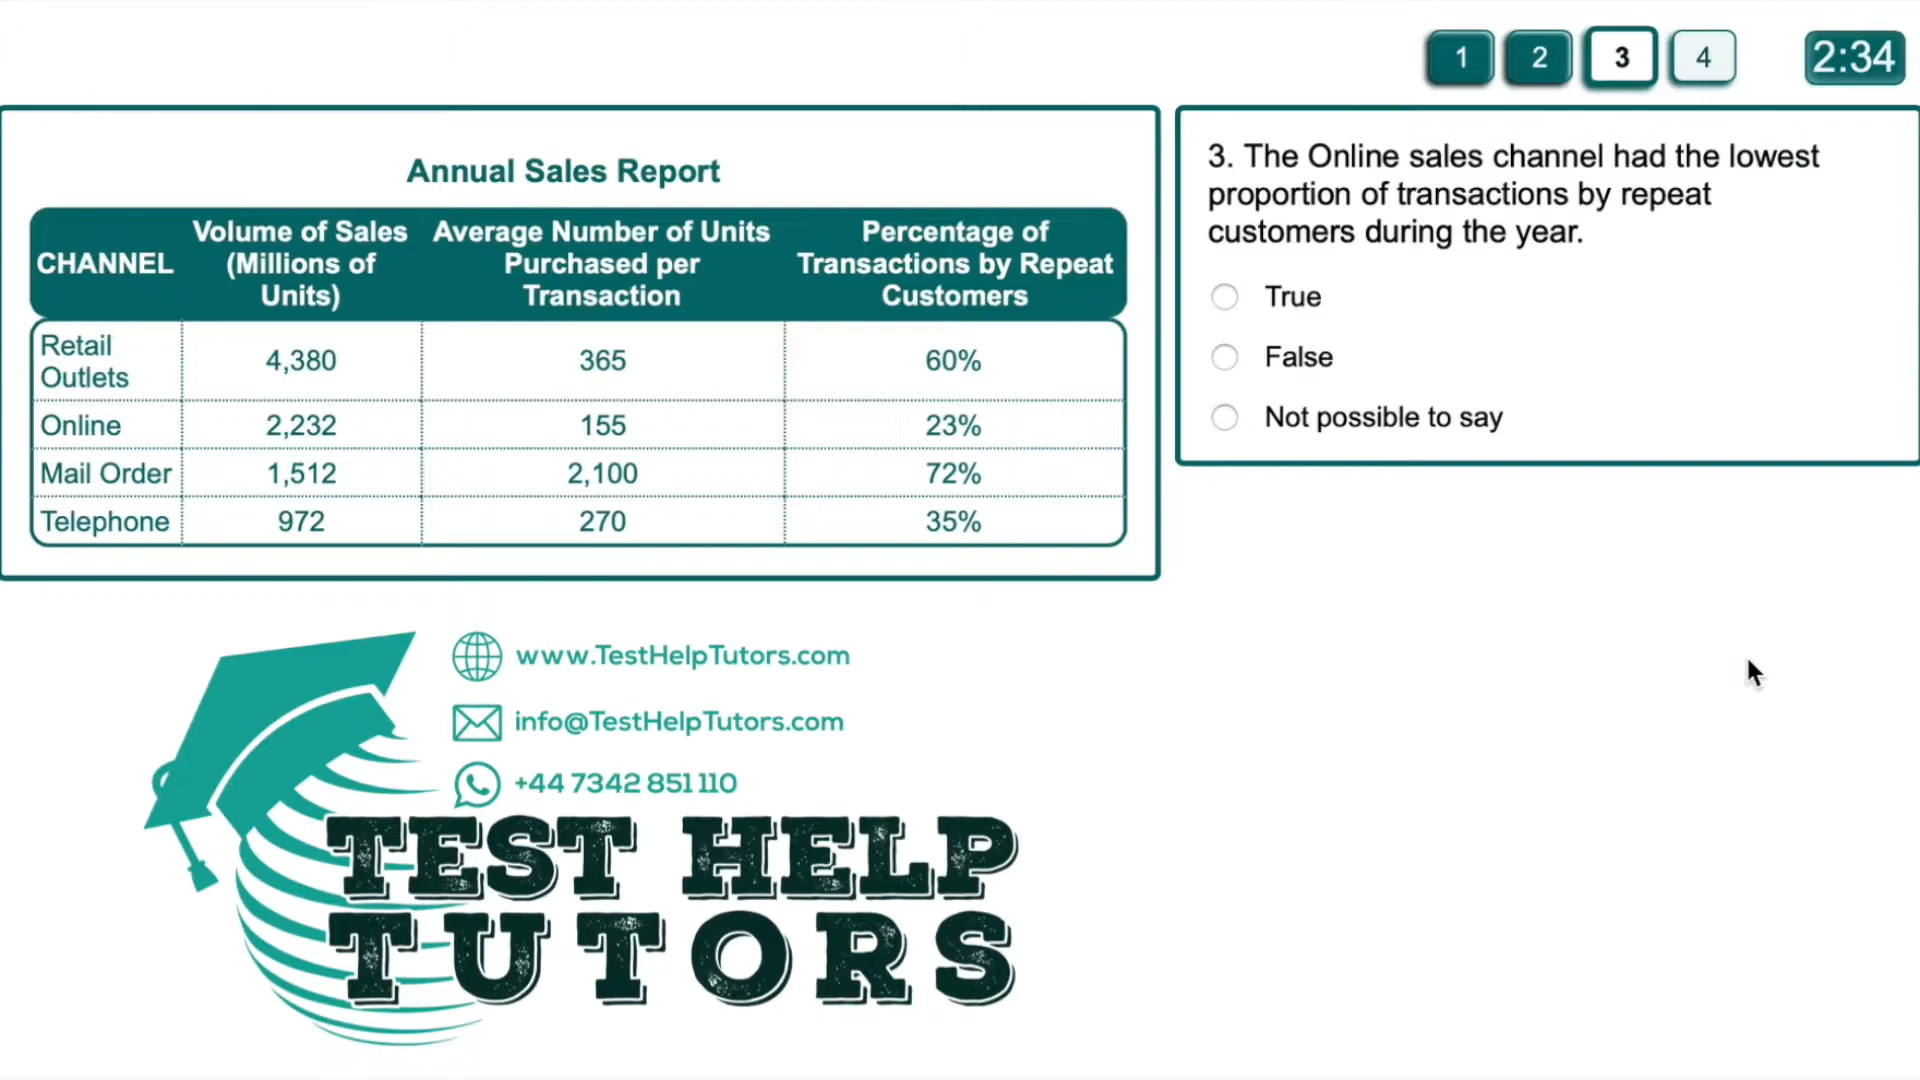 1 2 3 4 2:34
Annual Sales Report
CHANNEL Volume of Sales (Millions of Units) Average Number of Units Purchased per Transaction Percentage of Transactions by Repeat Customers
Retail Outlets 4,380 365 60%
Online 2,232 155 23%
Mail Order 1,512 2,100 72%
Telephone 972 270 35%
3. The Online sales channel had the lowest
proportion of transactions by repeat
customers during the year.
True
False
Not possible to say
www.TestHelpTutors.com
info@TestHelpTutors.com
+44 7342 851 110
TEST HELP
TUTORS